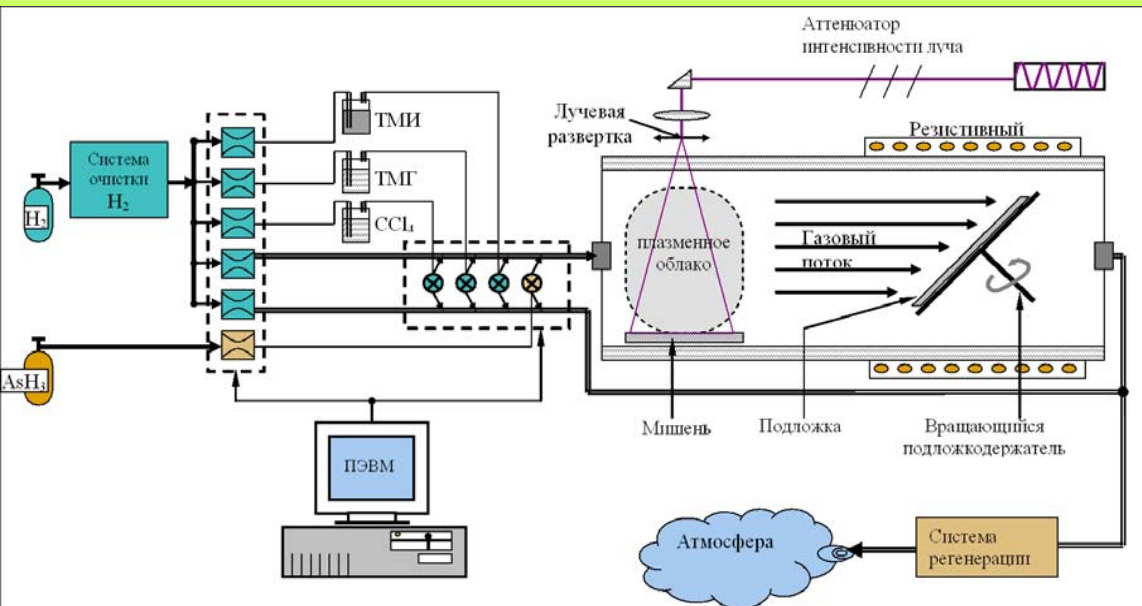 Аттенюатор
интенсивности луча
ТМИ
Лучевая
развертка
Резистивный
Система
очистки
H₂
ТМГ
H₂
CCl₄
плазменное
облако
Газовый
поток
AsH₃
Мишень
Подложка
Вращающийся
подложкодержатель
ПЭВМ
Атмосфера
Система
регенерации